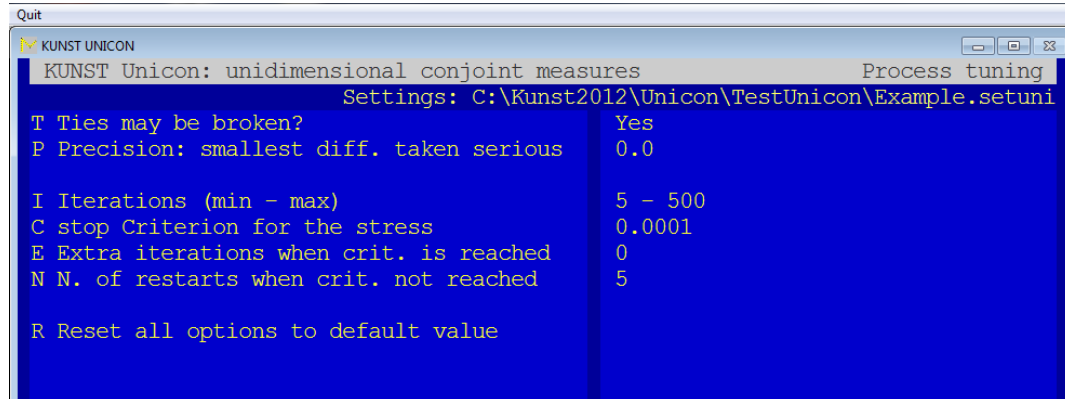 Quit
KUNST UNICON
KUNST Unicon: unidimensional conjoint measures Process tuning
Settings: C:\Kunst2012\Unicon\TestUnicon\Example.setuni
T Ties may be broken? Yes
P Precision: smallest diff. taken serious 0.0
I Iterations (min - max) 5 - 500
C stop Criterion for the stress 0.0001
E Extra iterations when crit. is reached 0
N N. of restarts when crit. not reached 5
R Reset all options to default value